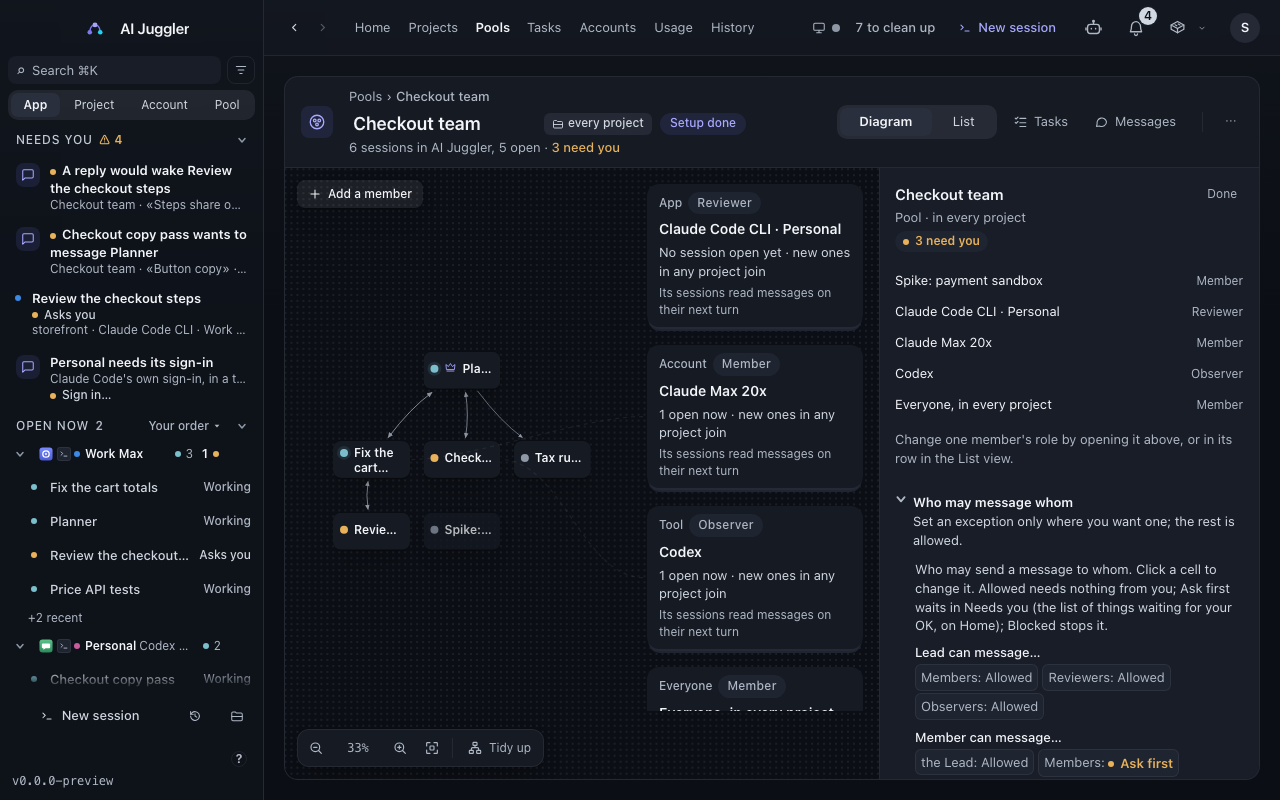 AI Juggler
Search ⌘K
App Project Account Pool
NEEDS YOU 4
A reply would wake Review the checkout steps
Checkout team · «Steps share o...
Checkout copy pass wants to message Planner
Checkout team · «Button copy» ·...
Review the checkout steps
Asks you
storefront · Claude Code CLI · Work ...
Personal needs its sign-in
Claude Code's own sign-in, in a t...
Sign in...
OPEN NOW 2 Your order
Work Max 3 1
Fix the cart totals Working
Planner Working
Review the checkout... Asks you
Price API tests Working
+2 recent
Personal Codex ... 2
Checkout copy pass Working
New session
?
v0.0.0-preview
Home Projects Pools Tasks Accounts Usage History
7 to clean up
New session
4
S
Pools › Checkout team
Checkout team every project Setup done
6 sessions in AI Juggler, 5 open · 3 need you
Diagram List Tasks Messages ...
Add a member
Pla...
Fix the cart...
Check...
Tax ru...
Revie...
Spike:...
App Reviewer
Claude Code CLI · Personal
No session open yet · new ones
in any project join
Its sessions read messages on
their next turn
Account Member
Claude Max 20x
1 open now · new ones in any
project join
Its sessions read messages on
their next turn
Tool Observer
Codex
1 open now · new ones in any
project join
Its sessions read messages on
their next turn
Everyone Member
Everyone, in every project
33% Tidy up
Checkout team Done
Pool · in every project
3 need you
Spike: payment sandbox Member
Claude Code CLI · Personal Reviewer
Claude Max 20x Member
Codex Observer
Everyone, in every project Member
Change one member's role by opening it above, or in its
row in the List view.
Who may message whom
Set an exception only where you want one; the rest is
allowed.
Who may send a message to whom. Click a cell to
change it. Allowed needs nothing from you; Ask first
waits in Needs you (the list of things waiting for your
OK, on Home); Blocked stops it.
Lead can message...
Members: Allowed Reviewers: Allowed
Observers: Allowed
Member can message...
the Lead: Allowed Members: Ask first